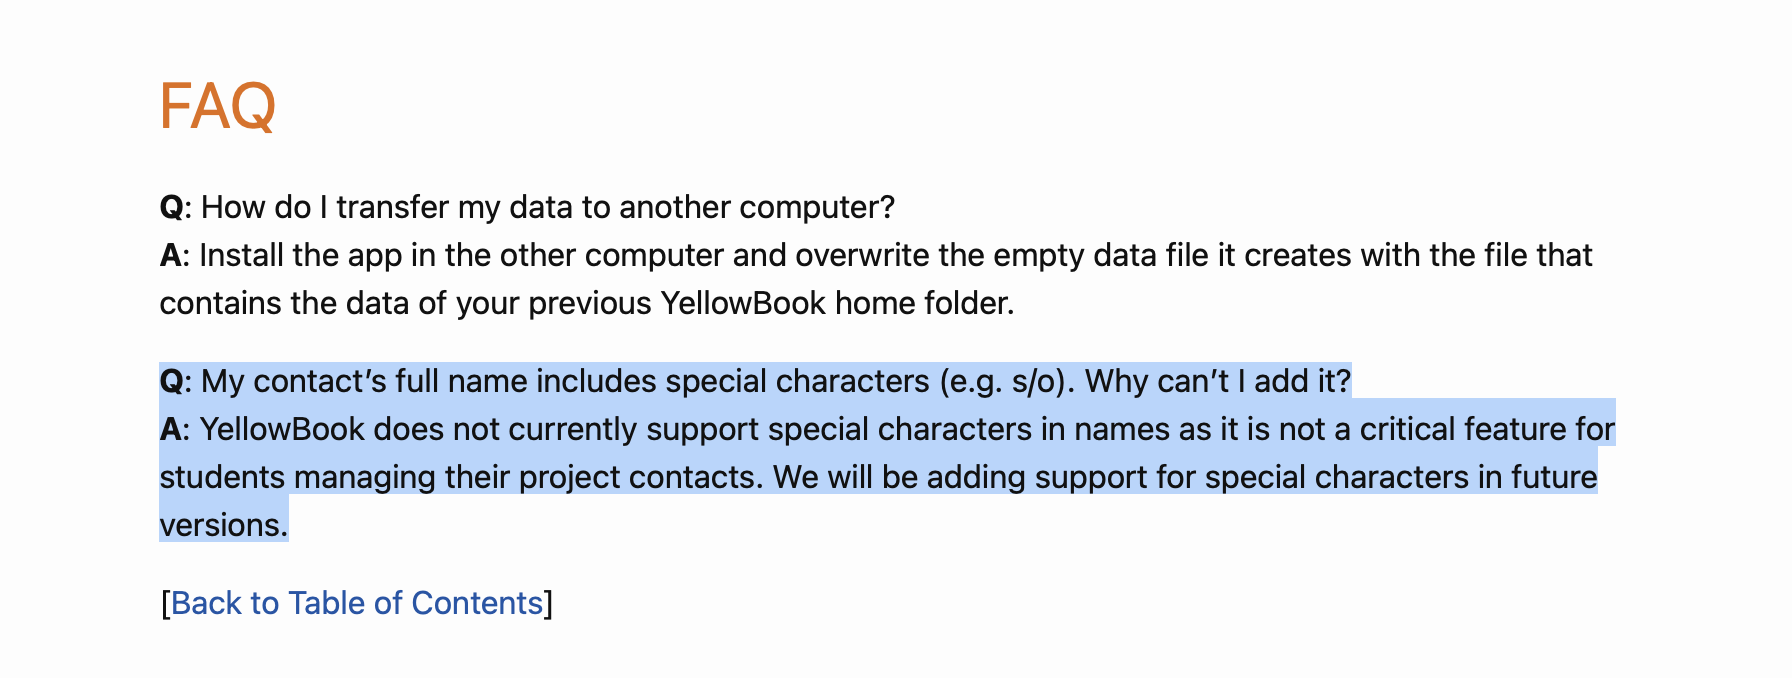 FAQ
Q: How do I transfer my data to another computer?
A: Install the app in the other computer and overwrite the empty data file it creates with the file that
contains the data of your previous YellowBook home folder.
Q: My contact’s full name includes special characters (e.g. s/o). Why can’t I add it?
A: YellowBook does not currently support special characters in names as it is not a critical feature for
students managing their project contacts. We will be adding support for special characters in future
versions.
[Back to Table of Contents]